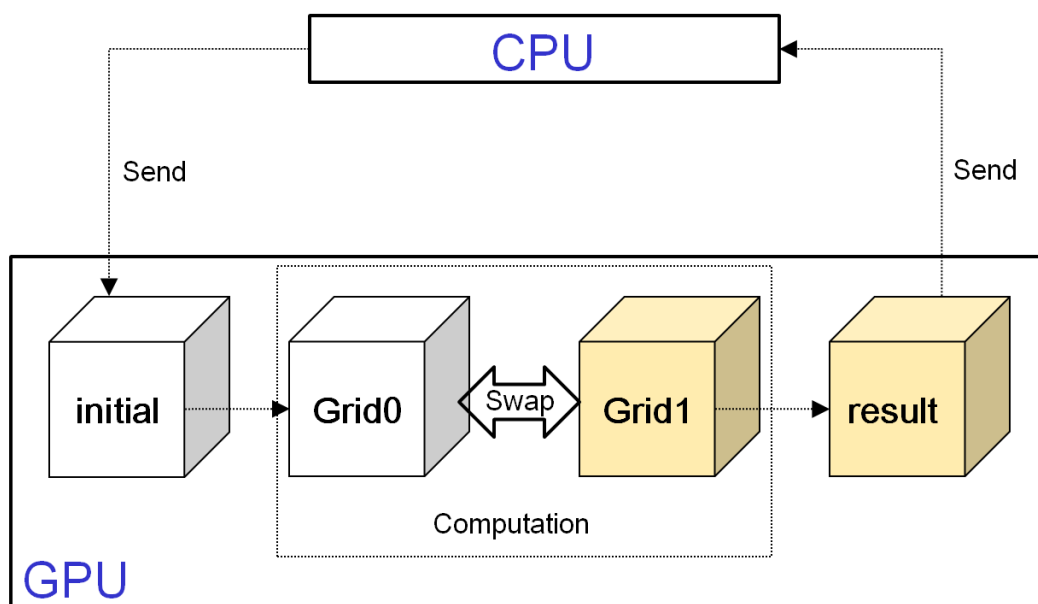 CPU
Send
Send
initial
Grid0
Swap
Grid1
result
Computation
GPU